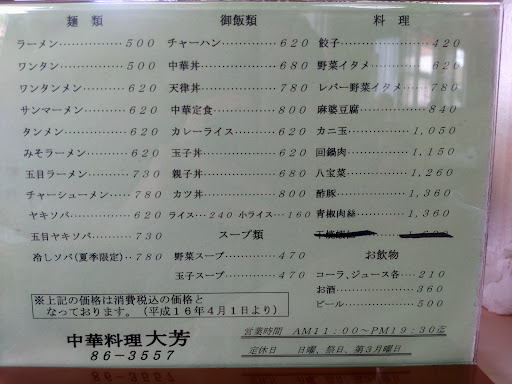 麺類
ラーメン……………500
ワンタン……………500
ワンタンメン…………620
サンマーメン…………620
タンメン……………620
みそラーメン…………620
五目ラーメン…………730
チャーシューメン………780
ヤキソバ……………620
五目ヤキソバ…………730
冷しソバ(夏季限定)……780
御飯類
チャーハン…………620
中華丼……………680
天津丼……………780
中華定食…………800
カレーライス………620
玉子丼……………620
親子丼……………680
カツ丼……………800
ライス…240 小ライス…160
スープ類
野菜スープ………470
玉子スープ………470
料理
餃子………………420
野菜イタメ…………620
レバー野菜イタメ……780
麻婆豆腐……………840
カニ玉……………1,050
回鍋肉……………1,150
八宝菜……………1,260
酢豚………………1,360
青椒肉絲…………1,360
お飲物
コーラ、ジュース各…210
お酒………………360
ビール……………500
※上記の価格は消費税込の価格と
なっております。(平成16年4月1日より)
中華料理 大芳
86-3557
営業時間 AM11:00〜PM19:30迄
定休日 日曜、祭日、第3月曜日